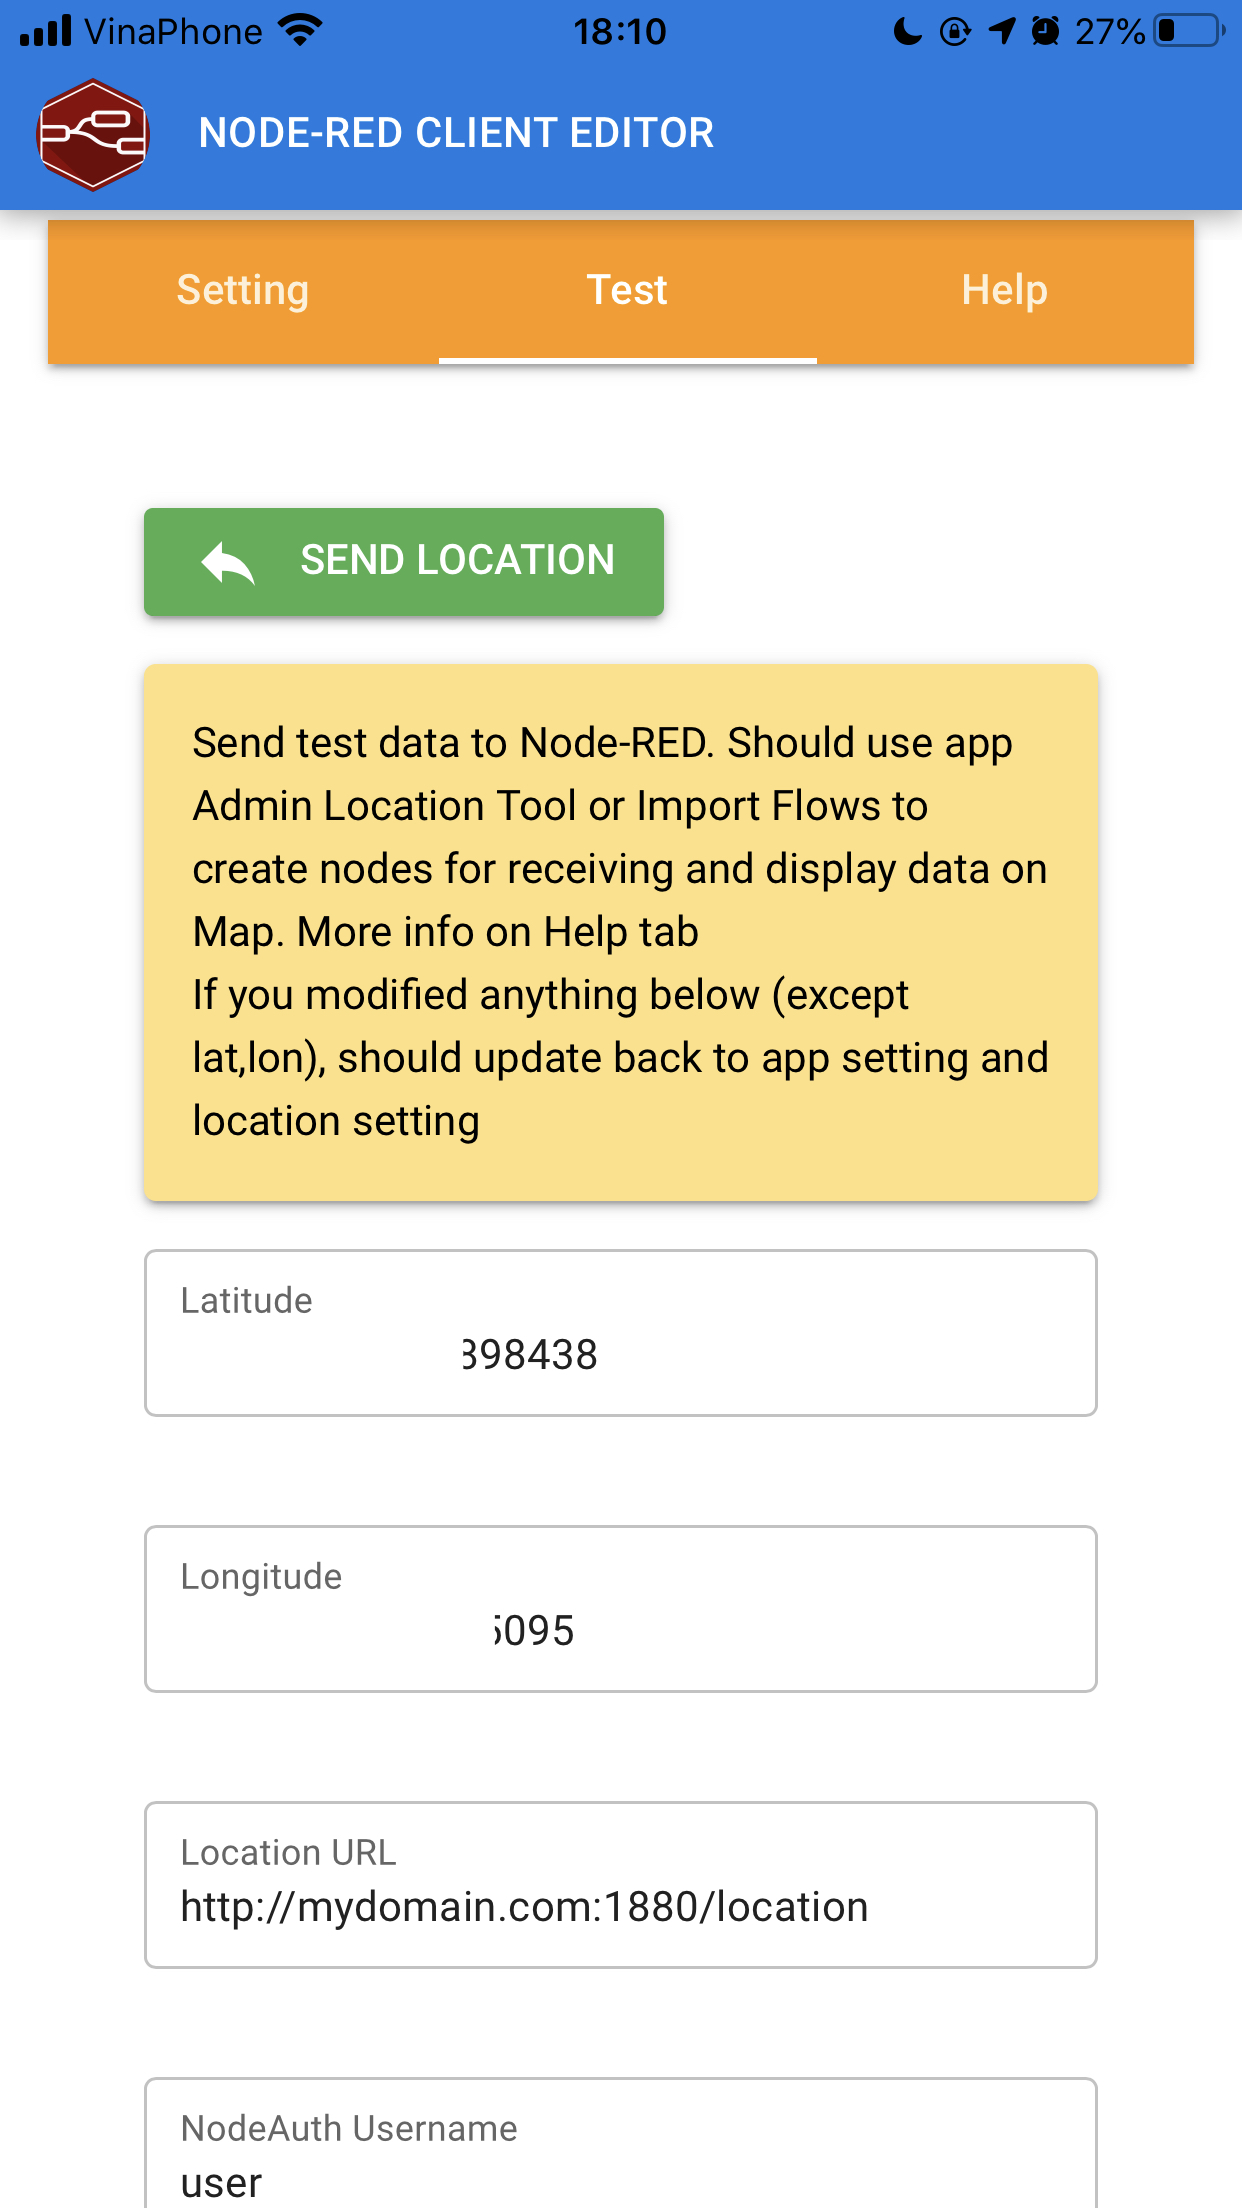 VinaPhone 18:10 27%
NODE-RED CLIENT EDITOR
Setting Test Help
SEND LOCATION
Send test data to Node-RED. Should use app
Admin Location Tool or Import Flows to
create nodes for receiving and display data on
Map. More info on Help tab
If you modified anything below (except
lat,lon), should update back to app setting and
location setting
Latitude
398438
Longitude
5095
Location URL
http://mydomain.com:1880/location
NodeAuth Username
user